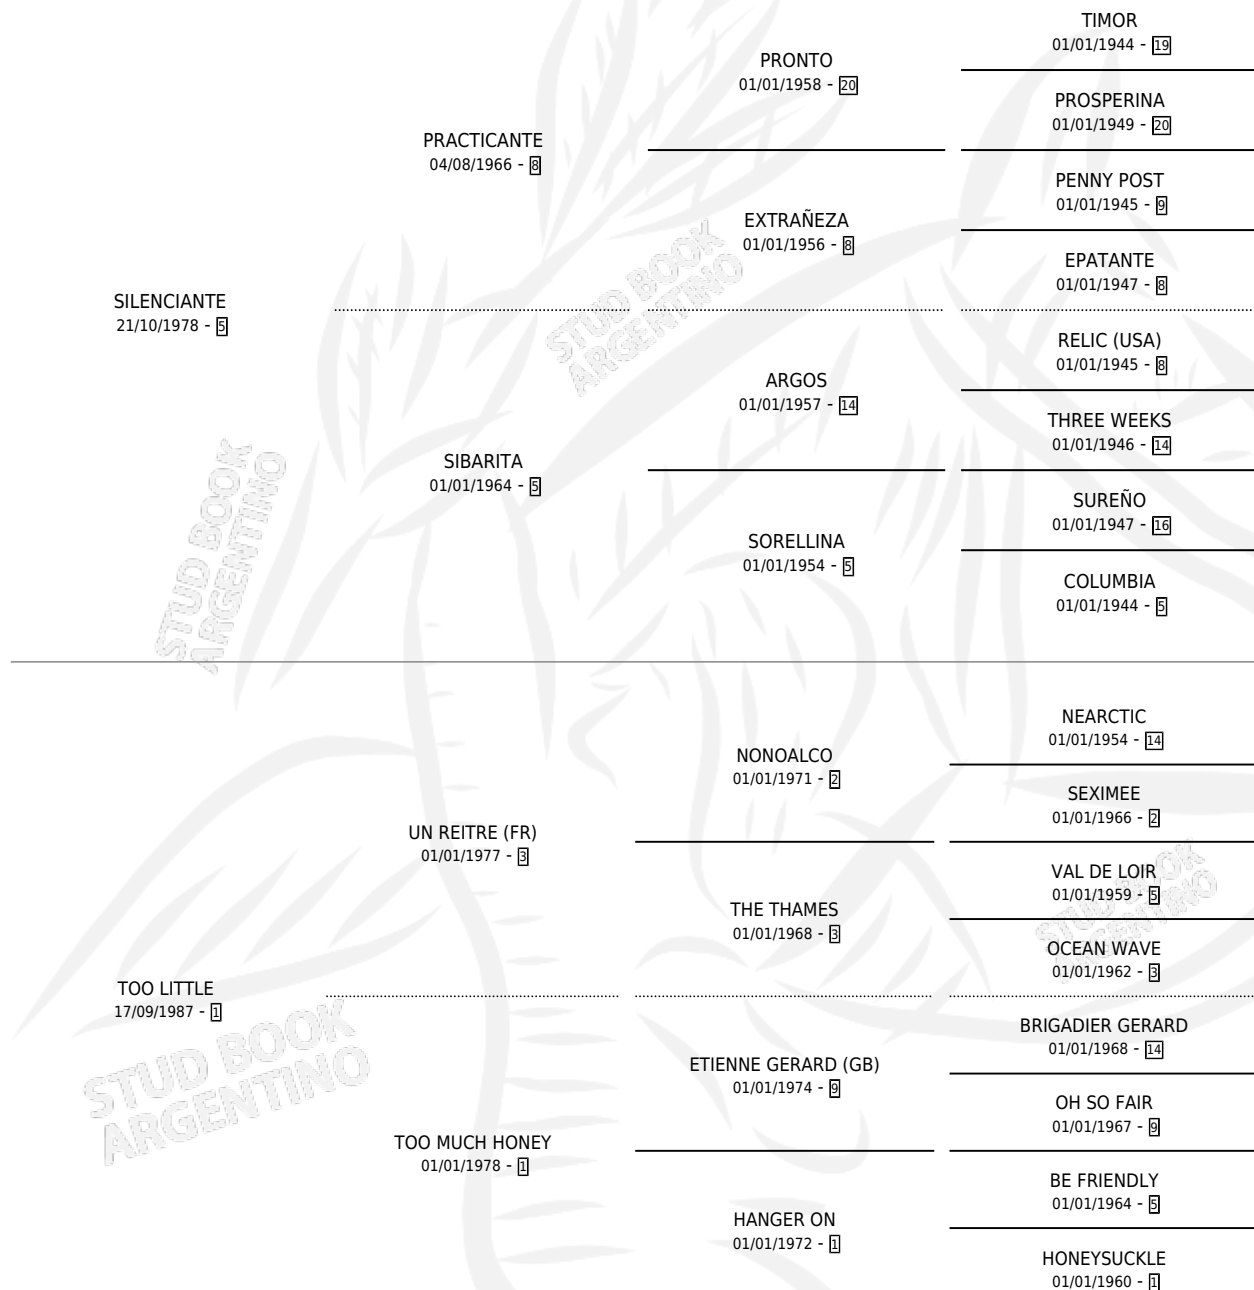 SILENCIANTE
21/10/1978 - 5
PRACTICANTE
04/08/1966 - 8
PRONTO
01/01/1958 - 20
TIMOR
01/01/1944 - 19
PROSPERINA
01/01/1949 - 20
EXTRAÑEZA
01/01/1956 - 8
PENNY POST
01/01/1945 - 9
EPATANTE
01/01/1947 - 8
SIBARITA
01/01/1964 - 5
ARGOS
01/01/1957 - 14
RELIC (USA)
01/01/1945 - 8
THREE WEEKS
01/01/1946 - 14
SORELLINA
01/01/1954 - 5
SUREÑO
01/01/1947 - 16
COLUMBIA
01/01/1944 - 5
TOO LITTLE
17/09/1987 - 1
UN REITRE (FR)
01/01/1977 - 3
NONOALCO
01/01/1971 - 2
NEARCTIC
01/01/1954 - 14
SEXIMEE
01/01/1966 - 2
THE THAMES
01/01/1968 - 3
VAL DE LOIR
01/01/1959 - 5
OCEAN WAVE
01/01/1962 - 3
TOO MUCH HONEY
01/01/1978 - 1
ETIENNE GERARD (GB)
01/01/1974 - 9
BRIGADIER GERARD
01/01/1968 - 14
OH SO FAIR
01/01/1967 - 9
HANGER ON
01/01/1972 - 1
BE FRIENDLY
01/01/1964 - 5
HONEYSUCKLE
01/01/1960 - 1
STUD BOOK
ARGENTINO
STUD BOOK
ARGENTINO
STUD BOOK
ARGENTINO
STUD BOOK
ARGENTINO